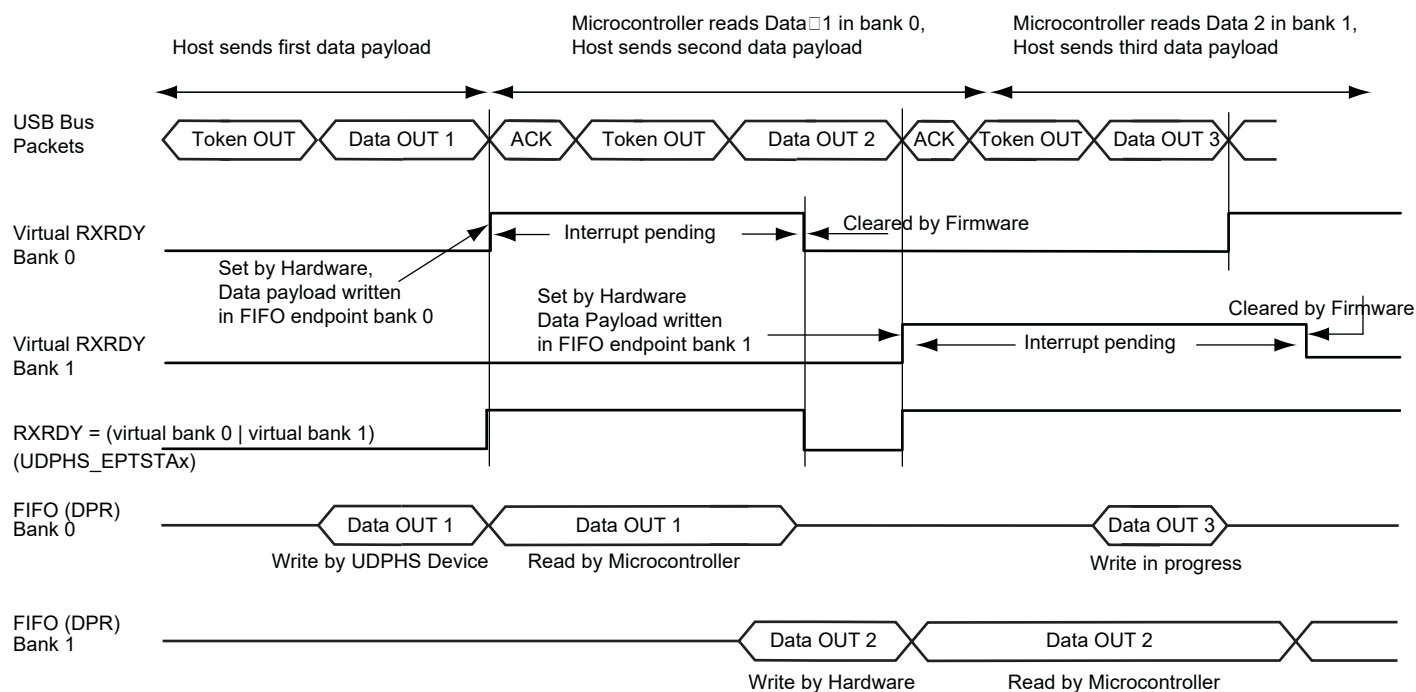 Host sends first data payload
Microcontroller reads Data□1 in bank 0,
Host sends second data payload
Microcontroller reads Data 2 in bank 1,
Host sends third data payload
USB Bus
Packets
Token OUT
Data OUT 1
ACK
Token OUT
Data OUT 2
ACK
Token OUT
Data OUT 3
Virtual RXRDY
Bank 0
Interrupt pending
Cleared by Firmware
Set by Hardware,
Data payload written
in FIFO endpoint bank 0
Set by Hardware
Data Payload written
in FIFO endpoint bank 1
Cleared by Firmware
Virtual RXRDY
Bank 1
Interrupt pending
RXRDY = (virtual bank 0 | virtual bank 1)
(UDPHS_EPTSTAx)
FIFO (DPR)
Bank 0
Data OUT 1
Data OUT 1
Data OUT 3
Write by UDPHS Device
Read by Microcontroller
Write in progress
FIFO (DPR)
Bank 1
Data OUT 2
Data OUT 2
Write by Hardware
Read by Microcontroller